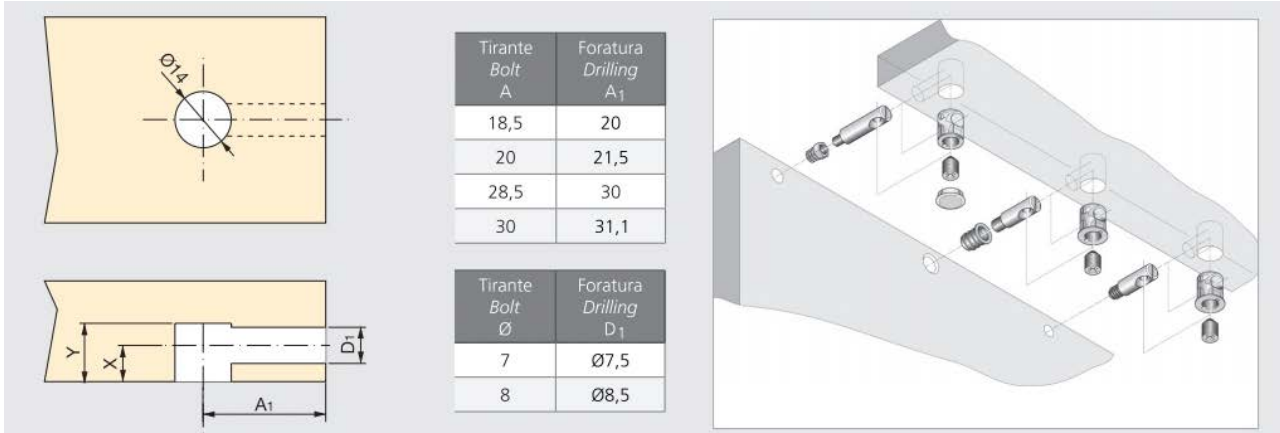 Ø14
Y
X
D1
A1
Tirante Foratura
Bolt Drilling
A A1
18,5 20
20 21,5
28,5 30
30 31,1
Tirante Foratura
Bolt Drilling
Ø D1
7 Ø7,5
8 Ø8,5